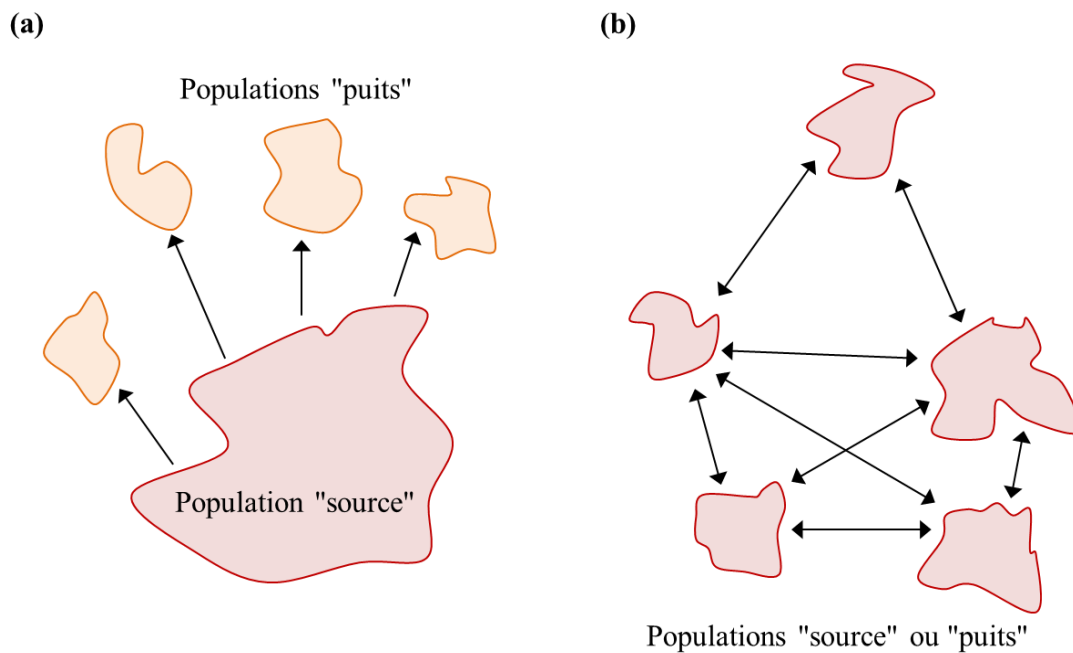 (a)
(b)
Populations "puits"
Population "source"
Populations "source" ou "puits"